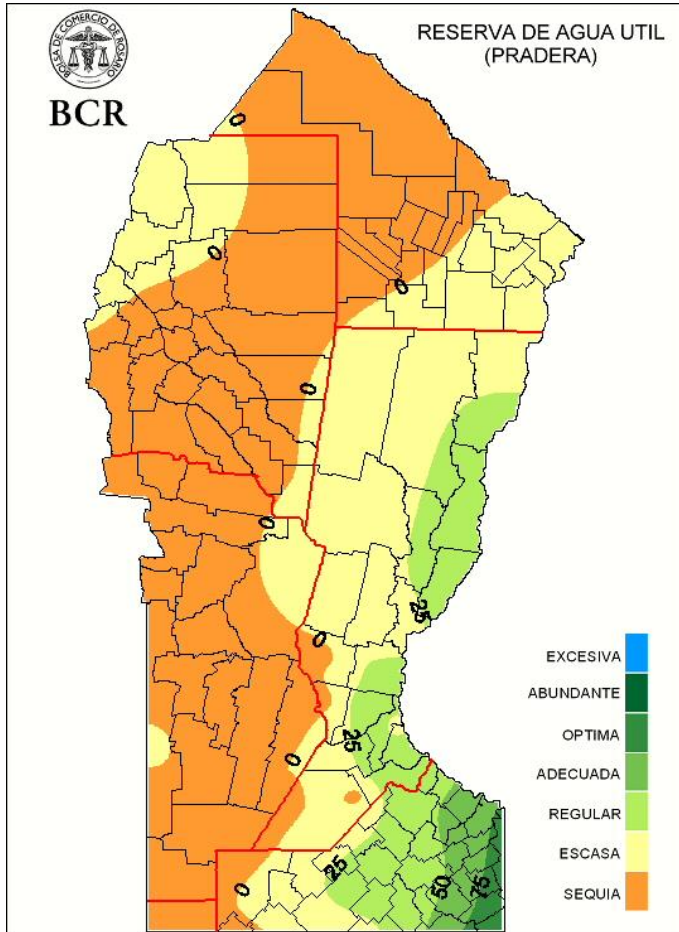 BOLSA DE COMERCIO DE ROSARIO
BCR
RESERVA DE AGUA UTIL
(PRADERA)
0
0
0
0
0
25
0
25
0
25
50
75
0
EXCESIVA
ABUNDANTE
OPTIMA
ADECUADA
REGULAR
ESCASA
SEQUIA